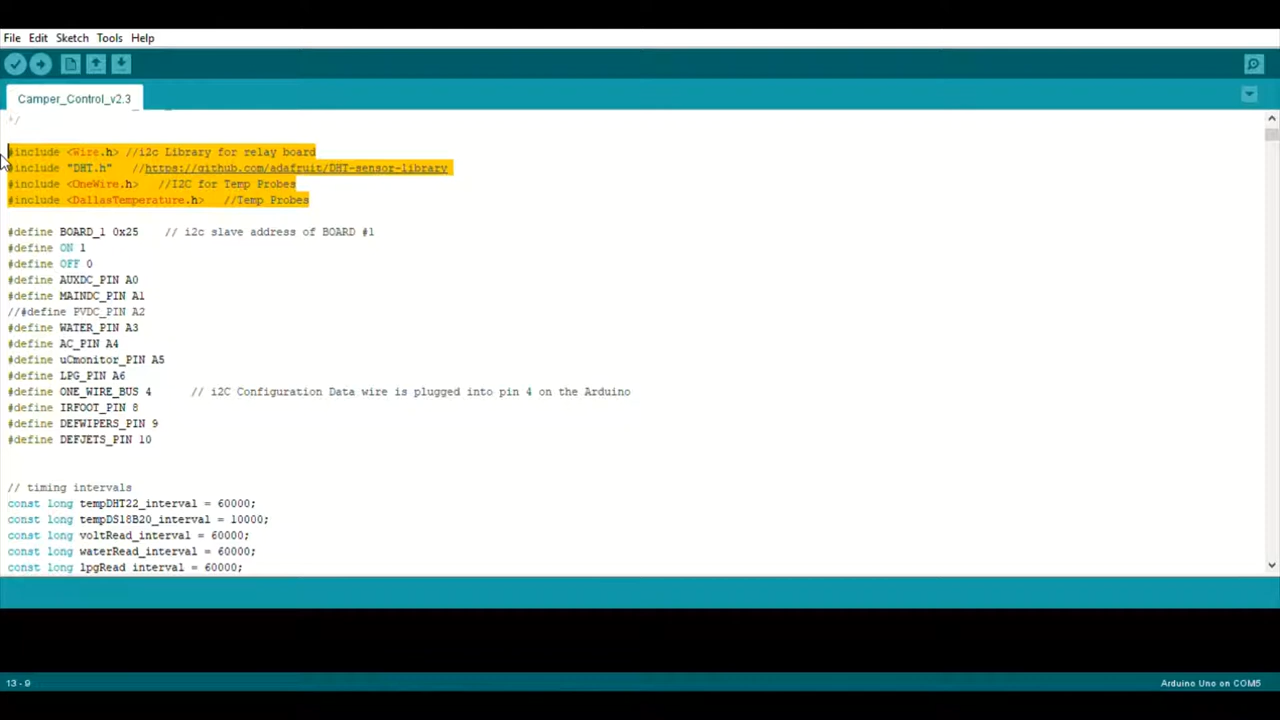 File Edit Sketch Tools Help
Camper_Control_v2.3
*/
#include <Wire.h> //i2c Library for relay board
#include "DHT.h" //https://github.com/adafruit/DHT-sensor-library
#include <OneWire.h> //I2C for Temp Probes
#include <DallasTemperature.h> //Temp Probes
#define BOARD_1 0x25 // i2c slave address of BOARD #1
#define ON 1
#define OFF 0
#define AUXDC_PIN A0
#define MAINDC_PIN A1
//#define PVDC_PIN A2
#define WATER_PIN A3
#define AC_PIN A4
#define uCmonitor_PIN A5
#define LPG_PIN A6
#define ONE_WIRE_BUS 4 // i2C Configuration Data wire is plugged into pin 4 on the Arduino
#define IRFOOT_PIN 8
#define DEFWIPERS_PIN 9
#define DEFJETS_PIN 10
// timing intervals
const long tempDHT22_interval = 60000;
const long tempDS18B20_interval = 10000;
const long voltRead_interval = 60000;
const long waterRead_interval = 60000;
const long lpgRead interval = 60000;
13 - 9
Arduino Uno on COM5